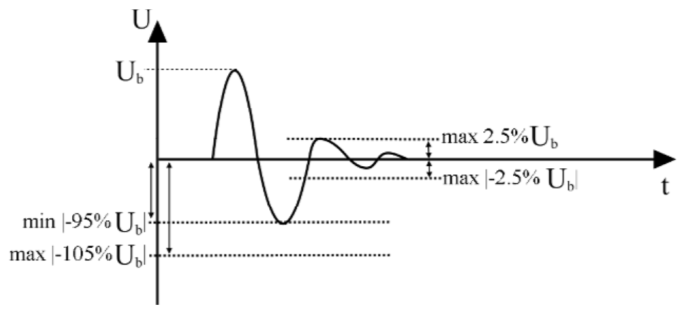 U
U_b
max 2.5% U_b
max |-2.5% U_b|
t
min |-95% U_b|
max |-105% U_b|